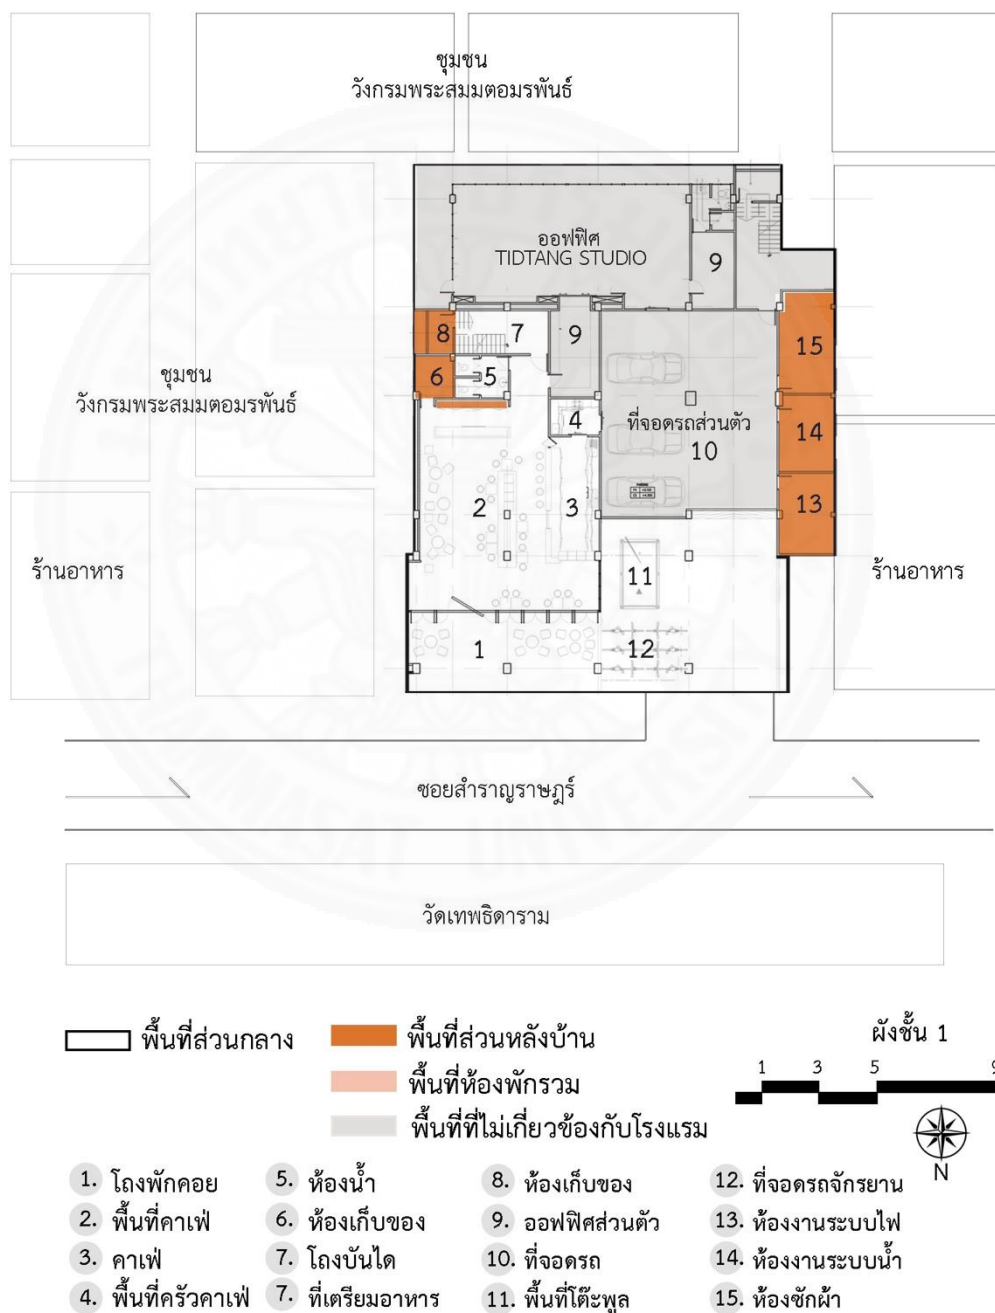 ชุมชน
วังกรมพระสมมตอมรพันธ์
ออฟฟิศ
TIDTANG STUDIO
9
8
7
9
15
6
5
ชุมชน
วังกรมพระสมมตอมรพันธ์
4
ที่จอดรถส่วนตัว
10
14
2
3
13
ร้านอาหาร
11
ร้านอาหาร
1
12
ซอยสำราญราษฎร์
วัดเทพธิดาราม
พื้นที่ส่วนกลาง
พื้นที่ส่วนหลังบ้าน
พื้นที่ห้องพักรวม
พื้นที่ที่ไม่เกี่ยวข้องกับโรงแรม
ผังชั้น 1
1 3 5 9
N
1. โถงพักคอย
2. พื้นที่คาเฟ่
3. คาเฟ่
4. พื้นที่ครัวคาเฟ่
5. ห้องน้ำ
6. ห้องเก็บของ
7. โถงบันได
7. ที่เตรียมอาหาร
8. ห้องเก็บของ
9. ออฟฟิศส่วนตัว
10. ที่จอดรถ
11. พื้นที่โต๊ะพูล
12. ที่จอดรถจักรยาน
13. ห้องงานระบบไฟ
14. ห้องงานระบบน้ำ
15. ห้องซักผ้า
THAMMASAT UNIVERSITY